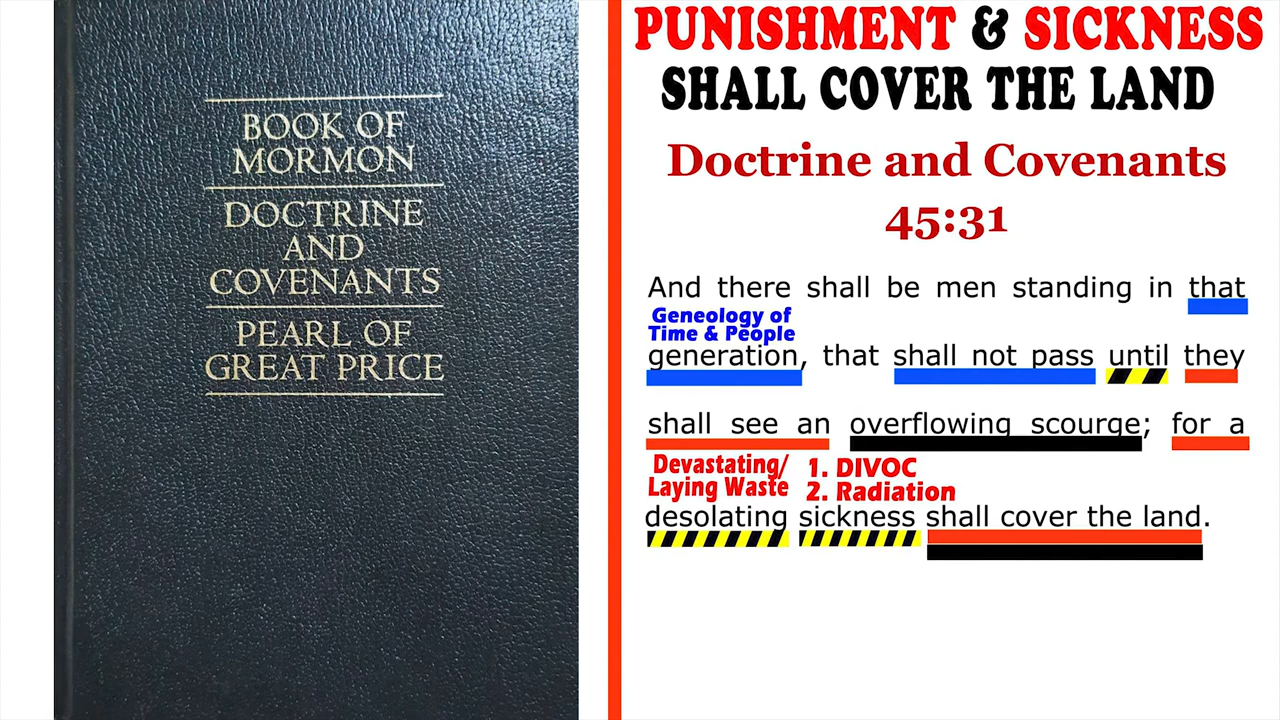 BOOK OF
MORMON
DOCTRINE
AND
COVENANTS
PEARL OF
GREAT PRICE
PUNISHMENT & SICKNESS
SHALL COVER THE LAND
Doctrine and Covenants
45:31
And there shall be men standing in that
Geneology of
Time & People
generation, that shall not pass until they
shall see an overflowing scourge; for a
Devastating/
Laying Waste
1. DIVOC
2. Radiation
desolating sickness shall cover the land.